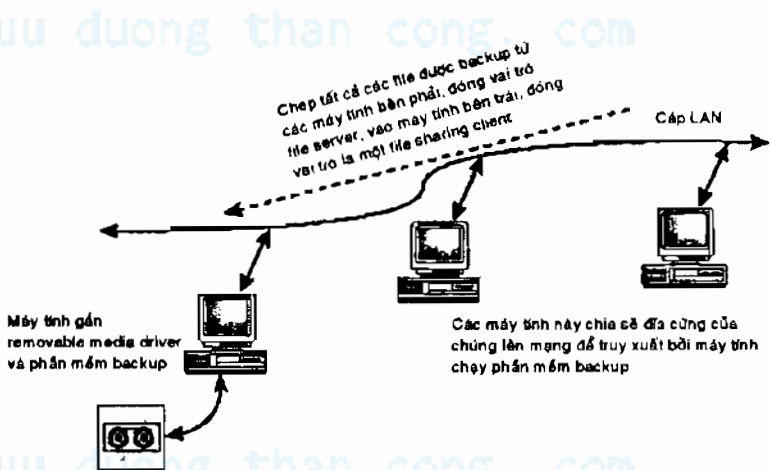 uu duong than cong. com
Chép tất cả các file được backup từ
các máy tính bên phải, đóng vai trò
file server, vào máy tính bên trái, đóng
vai trò là một file sharing client
Cáp LAN
Máy tính gắn
removable media driver
và phần mềm backup
Các máy tính này chia sẻ đĩa cứng của
chúng lên mạng để truy xuất bởi máy tính
chạy phần mềm backup
uu duong than cong. com